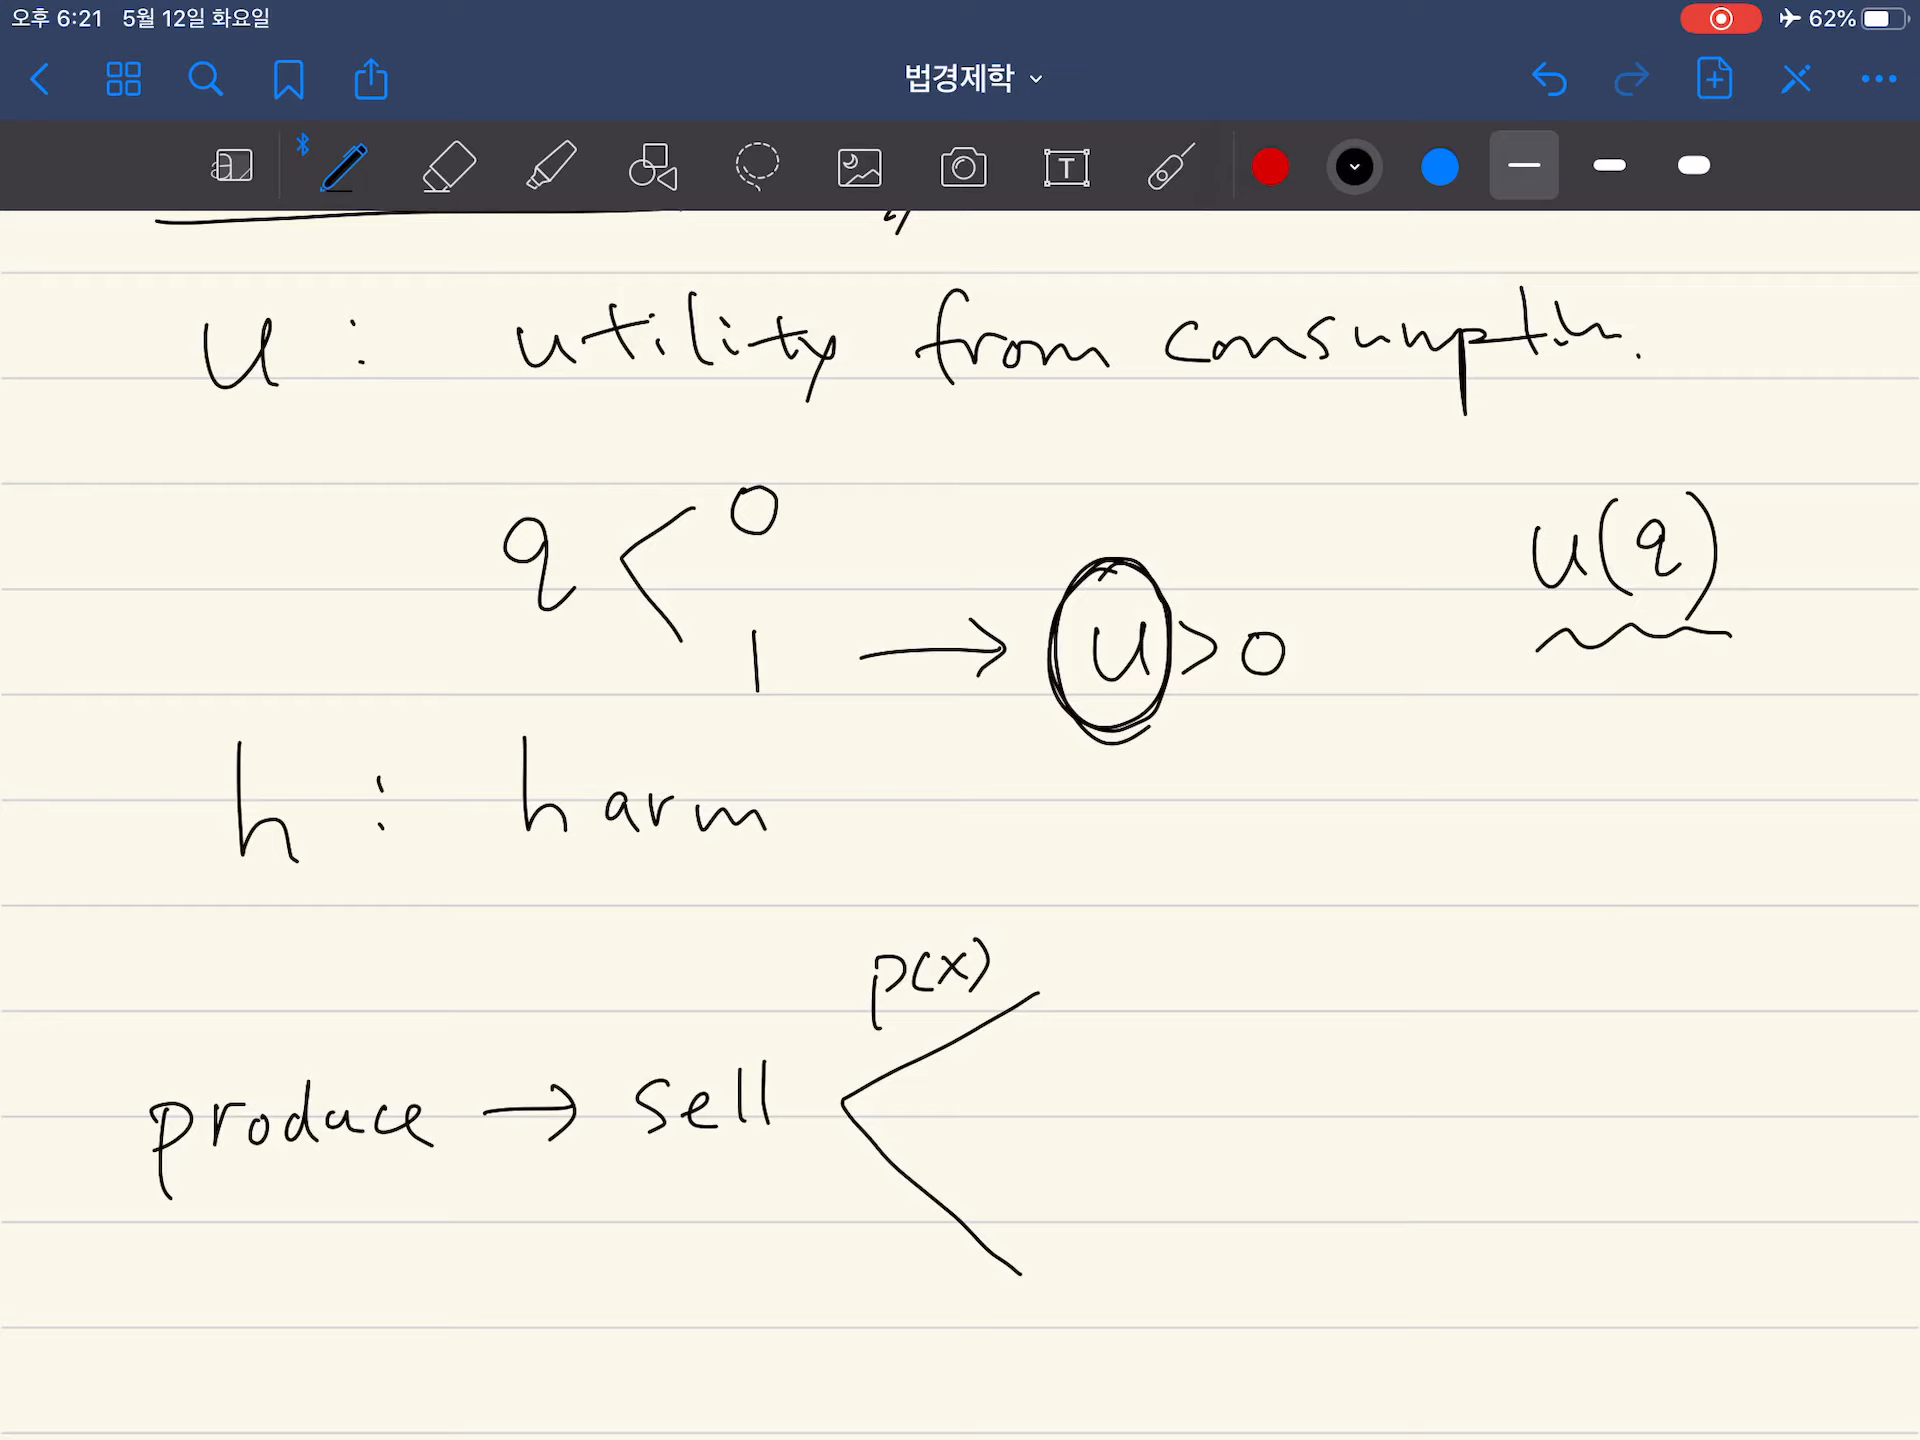 오후 6:21 5월 12일 화요일 62%
법경제학
T
u : utility from consumption.
q < 0
1 → u > 0
u(q)
h : harm
p(x)
produce → sell